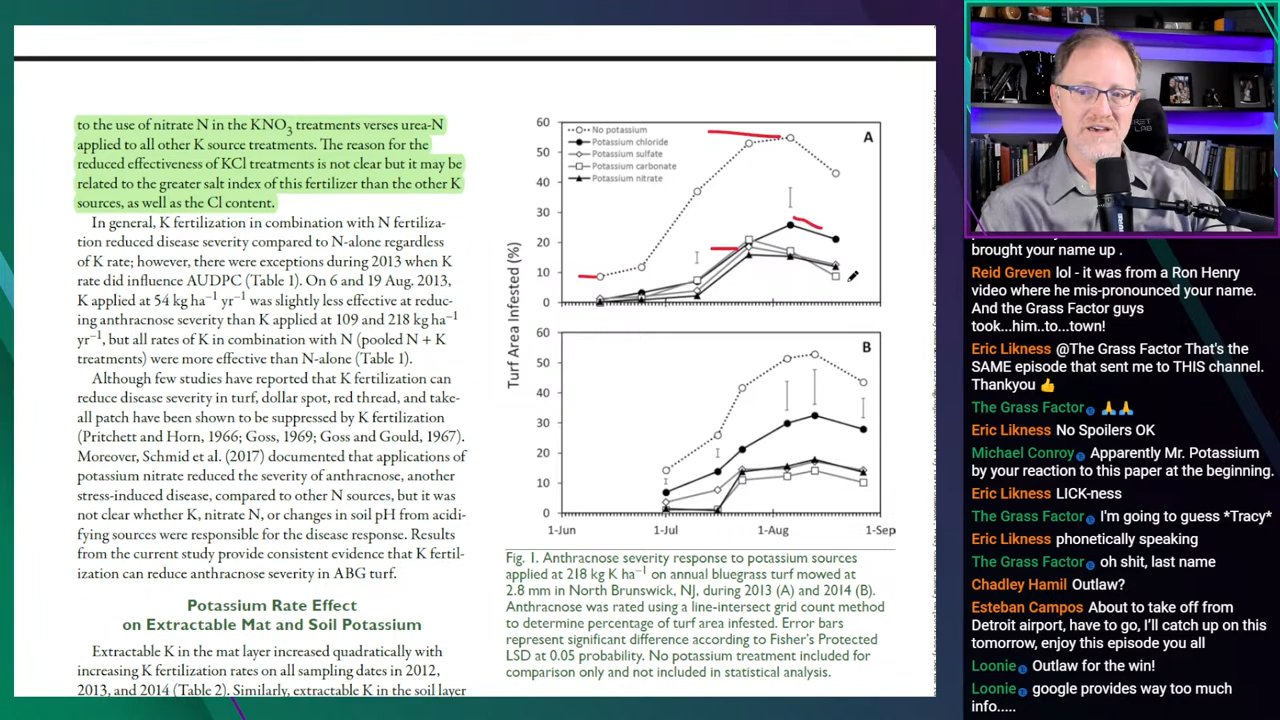 to the use of nitrate N in the KNO3 treatments verses urea-N
applied to all other K source treatments. The reason for the
reduced effectiveness of KCl treatments is not clear but it may be
related to the greater salt index of this fertilizer than the other K
sources, as well as the Cl content.
In general, K fertilization in combination with N fertiliza-
tion reduced disease severity compared to N-alone regardless
of K rate; however, there were exceptions during 2013 when K
rate did influence AUDPC (Table 1). On 6 and 19 Aug. 2013,
K applied at 54 kg ha–1 yr–1 was slightly less effective at reduc-
ing anthracnose severity than K applied at 109 and 218 kg ha–1
yr–1, but all rates of K in combination with N (pooled N + K
treatments) were more effective than N-alone (Table 1).
Although few studies have reported that K fertilization can
reduce disease severity in turf, dollar spot, red thread, and take-
all patch have been shown to be suppressed by K fertilization
(Pritchett and Horn, 1966; Goss, 1969; Goss and Gould, 1967).
Moreover, Schmid et al. (2017) documented that applications of
potassium nitrate reduced the severity of anthracnose, another
stress-induced disease, compared to other N sources, but it was
not clear whether K, nitrate N, or changes in soil pH from acidi-
fying sources were responsible for the disease response. Results
from the current study provide consistent evidence that K fertil-
ization can reduce anthracnose severity in ABG turf.
Potassium Rate Effect
on Extractable Mat and Soil Potassium
Extractable K in the mat layer increased quadratically with
increasing K fertilization rates on all sampling dates in 2012,
2013, and 2014 (Table 2). Similarly, extractable K in the soil layer
Turf Area Infested (%)
60
50
40
30
20
10
0
No potassium
Potassium chloride
Potassium sulfate
Potassium carbonate
Potassium nitrate
A
60
50
40
30
20
10
0
B
1-Jun
1-Jul
1-Aug
1-Sep
Fig. 1. Anthracnose severity response to potassium sources
applied at 218 kg K ha–1 on annual bluegrass turf mowed at
2.8 mm in North Brunswick, NJ, during 2013 (A) and 2014 (B).
Anthracnose was rated using a line-intersect grid count method
to determine percentage of turf area infested. Error bars
represent significant difference according to Fisher's Protected
LSD at 0.05 probability. No potassium treatment included for
comparison only and not included in statistical analysis.
brought your name up .
Reid Greven lol - it was from a Ron Henry
video where he mis-pronounced your name.
And the Grass Factor guys
took...him..to...town!
Eric Likness @The Grass Factor That's the
SAME episode that sent me to THIS channel.
Thankyou 👍
The Grass Factor 🙏🙏
Eric Likness No Spoilers OK
Michael Conroy Apparently Mr. Potassium
by your reaction to this paper at the beginning.
Eric Likness LICK-ness
The Grass Factor I'm going to guess *Tracy*
Eric Likness phonetically speaking
The Grass Factor oh shit, last name
Chadley Hamil Outlaw?
Esteban Campos About to take off from
Detroit airport, have to go, I'll catch up on this
tomorrow, enjoy this episode you all
Loonie Outlaw for the win!
Loonie google provides way too much
info.....